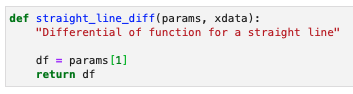 def straight_line_diff(params, xdata):
    "Differential of function for a straight line"
    df = params[1]
    return df